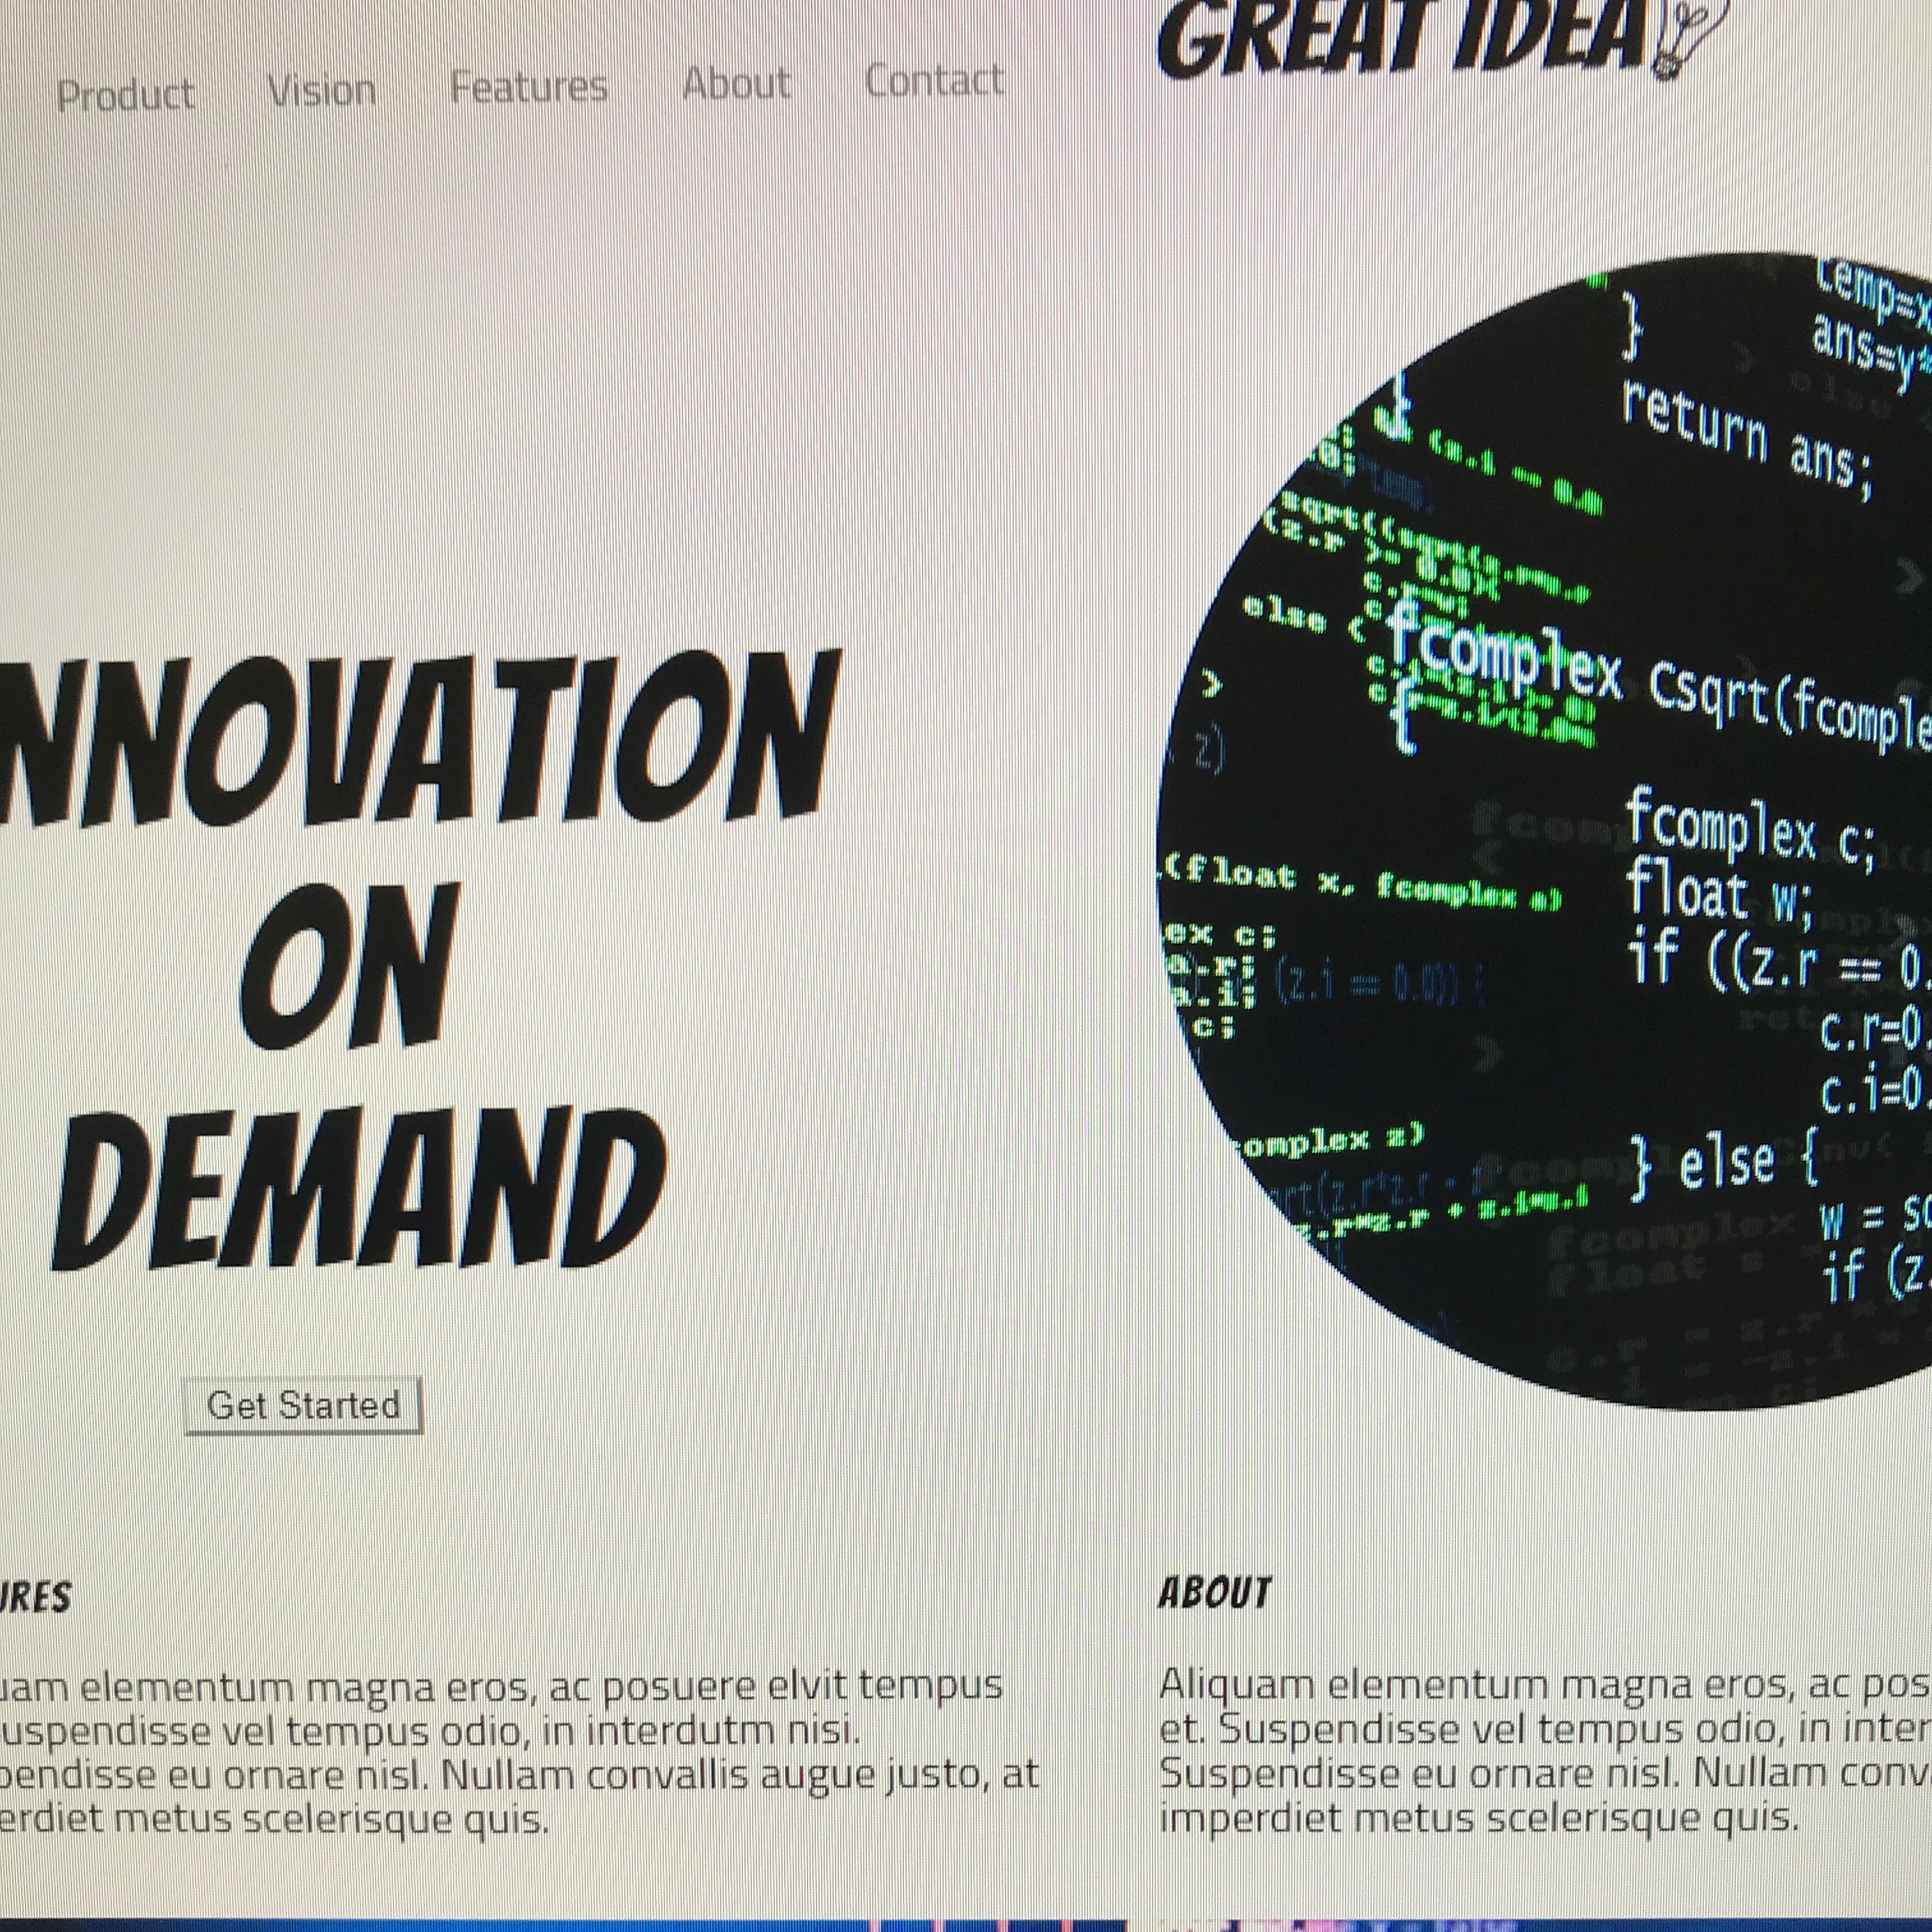 Product Vision Features About Contact
GREAT IDEA
NNOVATION
ON
DEMAND
Get Started
temp=x
ans=y*
}
return ans;
else {
fcomplex Csqrt(fcomple
{
z)
fcomplex c;
float w;
if ((z.r == 0.
c.r=0.
c.i=0.
} else {
w = sq
if (z.
(float x, fcomplex a)
ex c;
a.r;
a.i; (z.i == 0.0)) {
c;
omplex z)
z.r*z.r + z.i*z.i
URES
uam elementum magna eros, ac posuere elvit tempus
uspendisse vel tempus odio, in interdutm nisi.
pendisse eu ornare nisl. Nullam convallis augue justo, at
erdiet metus scelerisque quis.
ABOUT
Aliquam elementum magna eros, ac pos
et. Suspendisse vel tempus odio, in inter
Suspendisse eu ornare nisl. Nullam conv
imperdiet metus scelerisque quis.